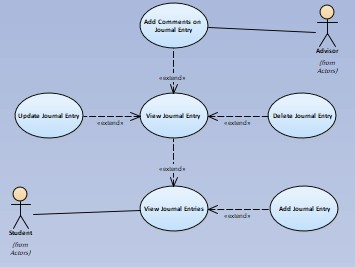 Add Comments on
Journal Entry
Advisor
[from
Actors]
«extend»
Update Journal Entry
View Journal Entry
Delete Journal Entry
«extend»
«extend»
«extend»
View Journal Entries
Add Journal Entry
«extend»
Student
[from
Actors]